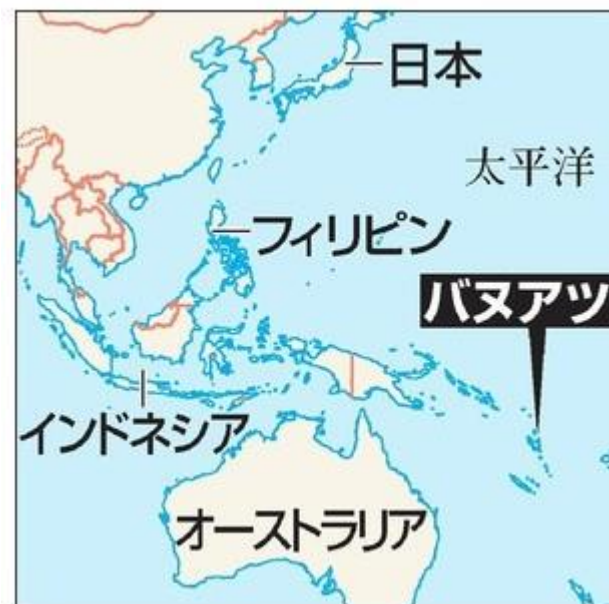 日本
太平洋
フィリピン
バヌアツ
インドネシア
オーストラリア